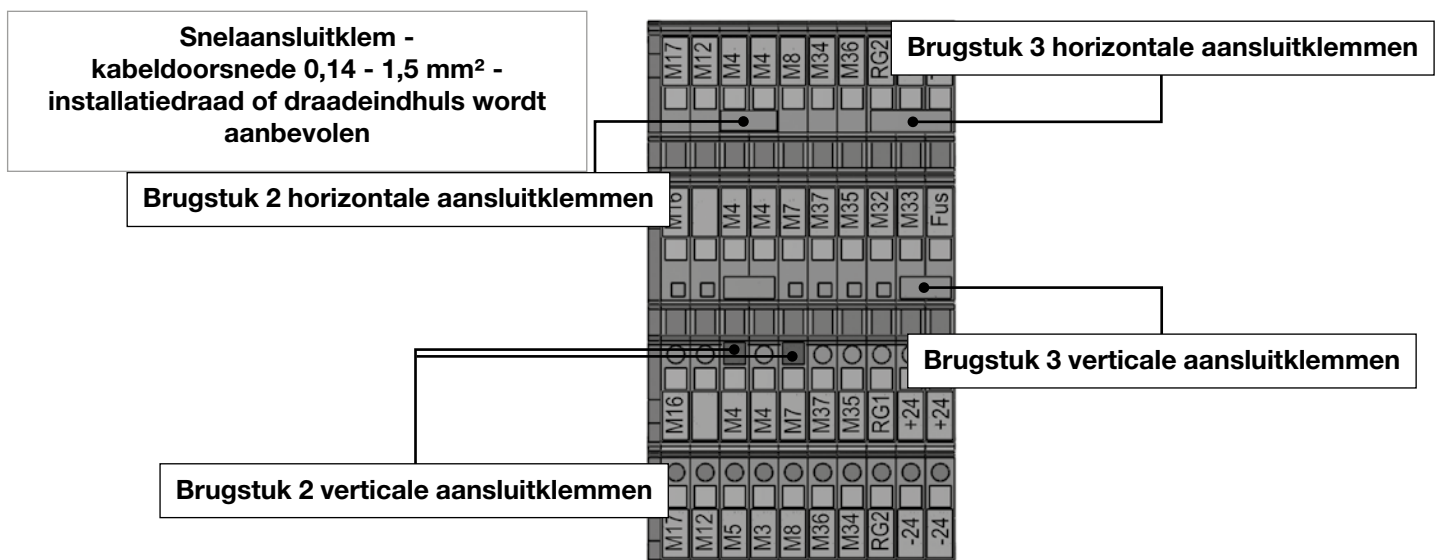 Snelaansluitklem -
kabeldoorsnede 0,14 - 1,5 mm² -
installatiedraad of draadeindhuls wordt
aanbevolen
Brugstuk 3 horizontale aansluitklemmen
M17 M12 M4 M4 M8 M34 M36 RG2
Brugstuk 2 horizontale aansluitklemmen
M16 M4 M4 M7 M37 M35 M32 M33 Fus
Brugstuk 3 verticale aansluitklemmen
M16 M4 M4 M7 M37 M35 RG1 +24 +24
Brugstuk 2 verticale aansluitklemmen
M17 M12 M5 M3 M8 M36 M34 RG2 -24 -24